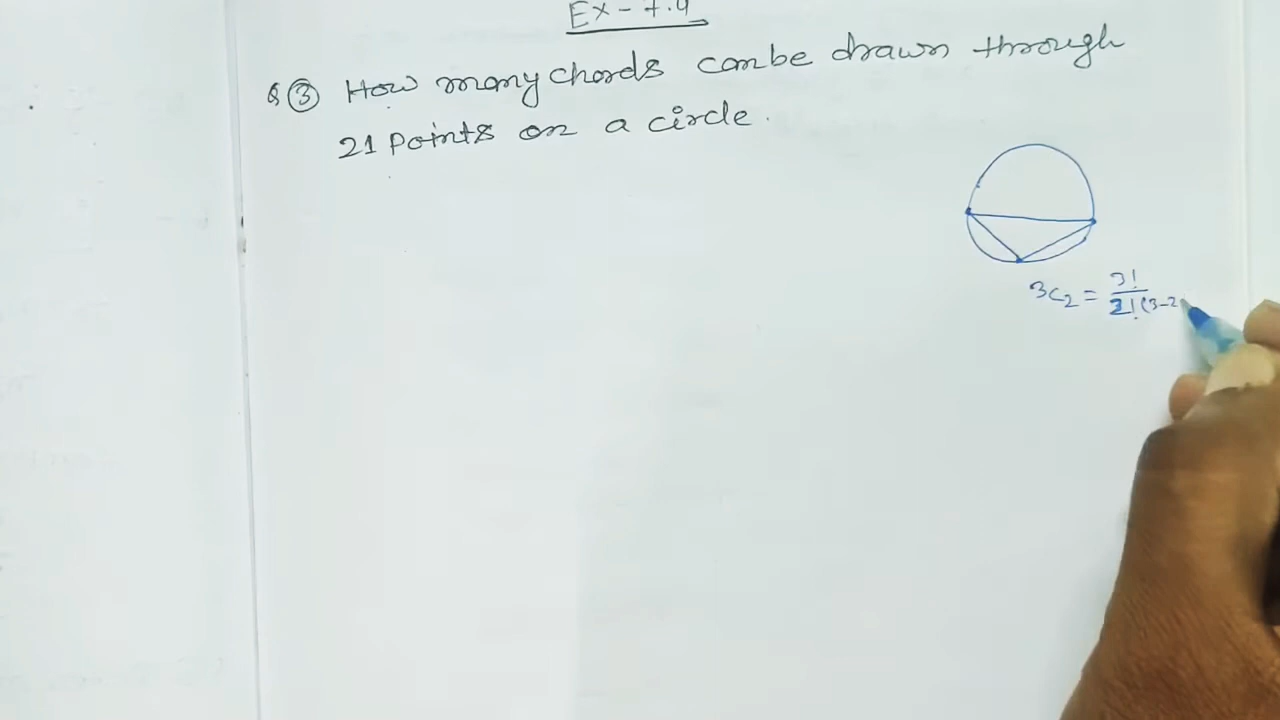 Ex - 7.4
Q ③ How many chords can be drawn through
21 points on a circle.
3C₂ = 3! / 2! (3-2